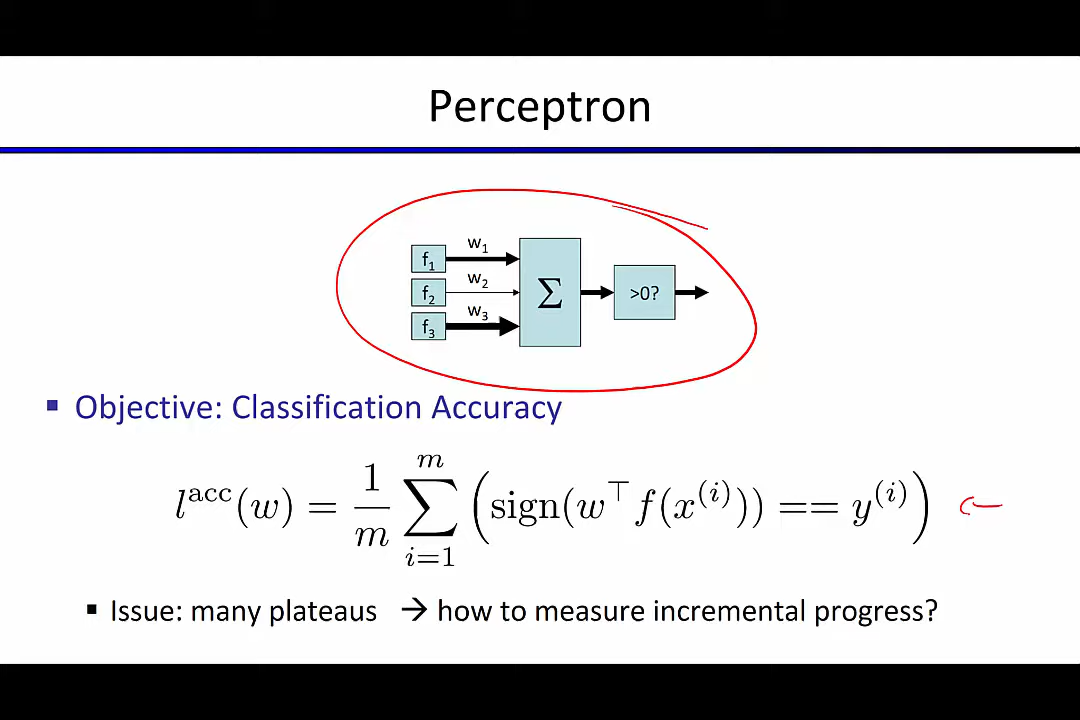 Perceptron
f₁ w₁
f₂ w₂
f₃ w₃
Σ
>0?
▪ Objective: Classification Accuracy
l^acc(w) = 1/m ∑_{i=1}^{m} (sign(w^⊤ f(x^(i))) == y^(i))
▪ Issue: many plateaus → how to measure incremental progress?